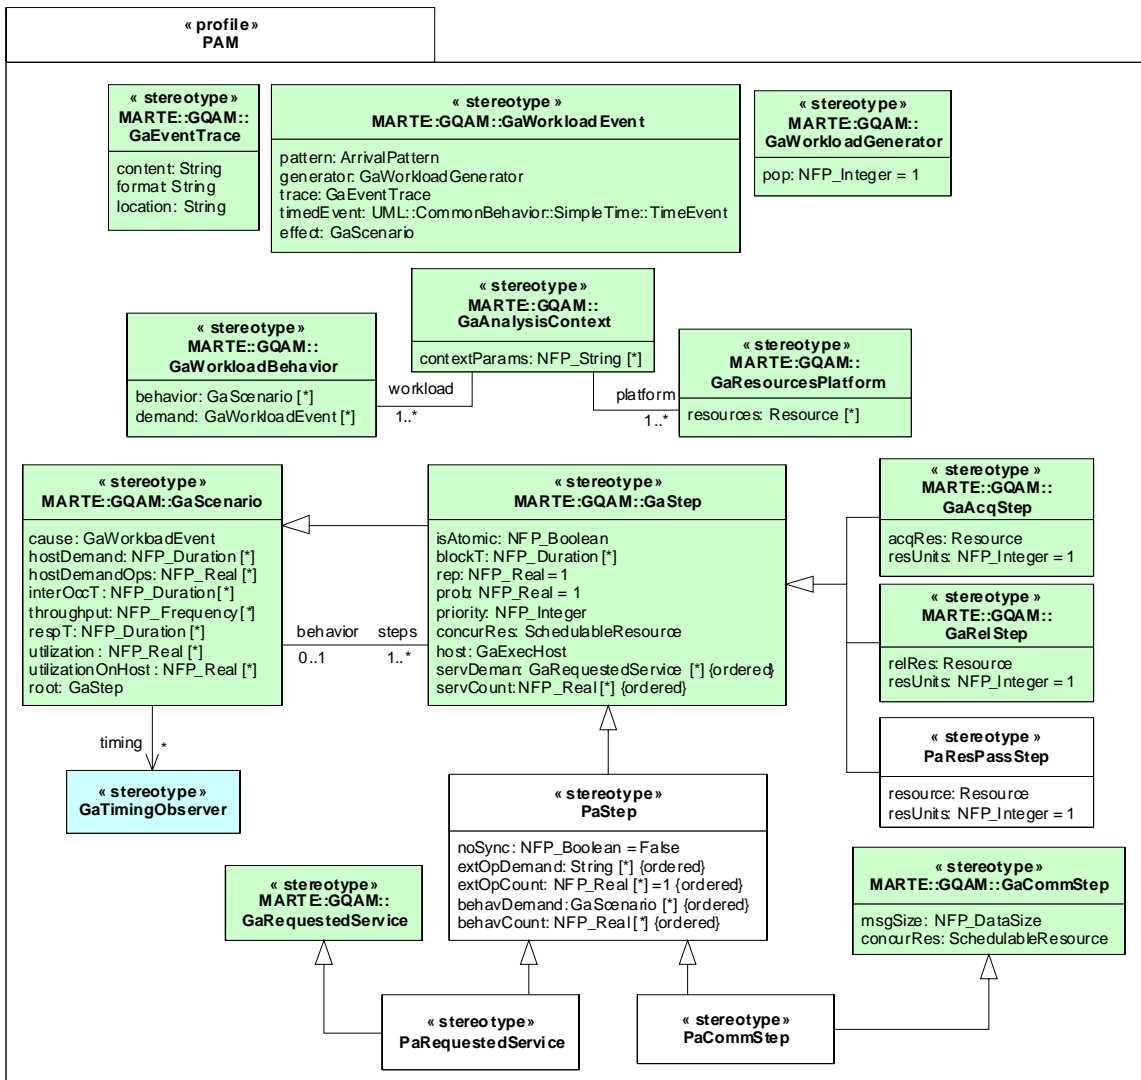 « profile»
PAM
« stereotype»
MARTE::GQAM::
GaEventTrace
content: String
format: String
location: String
« stereotype»
MARTE::GQAM::GaWorkloadEvent
pattern: ArrivalPattern
generator: GaWorkloadGenerator
trace: GaEventTrace
timedEvent: UML::CommonBehavior::SimpleTime::TimeEvent
effect: GaScenario
« stereotype»
MARTE::GQAM::
GaWorkloadGenerator
pop: NFP_Integer = 1
« stereotype»
MARTE::GQAM::
GaAnalysisContext
contextParams: NFP_String [*]
« stereotype»
MARTE::GQAM::
GaWorkloadBehavior
behavior: GaScenario [*]
demand: GaWorkloadEvent [*]
workload
1..*
platform
1..*
« stereotype»
MARTE::GQAM::
GaResourcesPlatform
resources: Resource [*]
« stereotype»
MARTE::GQAM::GaScenario
cause: GaWorkloadEvent
hostDemand: NFP_Duration [*]
hostDemandOps: NFP_Real [*]
interOccT: NFP_Duration[*]
throughput: NFP_Frequency[*]
respT: NFP_Duration[*]
utilization : NFP_Real [*]
utilizationOnHost : NFP_Real [*]
root: GaStep
behavior steps
0..1 1..*
« stereotype»
MARTE::GQAM::GaStep
isAtomic: NFP_Boolean
blockT: NFP_Duration[*]
rep: NFP_Real = 1
prob: NFP_Real = 1
priority: NFP_Integer
concurRes: SchedulableResource
host: GaExecHost
servDeman: GaRequestedService [*] {ordered}
servCount: NFP_Real[*] {ordered}
« stereotype»
MARTE::GQAM::
GaAcqStep
acqRes: Resource
resUnits: NFP_Integer = 1
« stereotype»
MARTE::GQAM::
GaRelStep
relRes: Resource
resUnits: NFP_Integer = 1
« stereotype»
PaResPassStep
resource: Resource
resUnits: NFP_Integer = 1
timing *
« stereotype»
GaTimingObserver
« stereotype»
PaStep
noSync: NFP_Boolean = False
extOpDemand: String [*] {ordered}
extOpCount: NFP_Real [*] =1 {ordered}
behavDemand: GaScenario [*] {ordered}
behavCount: NFP_Real[*] {ordered}
« stereotype»
MARTE::GQAM::
GaRequestedService
« stereotype»
MARTE::GQAM::GaCommStep
msgSize: NFP_DataSize
concurRes: SchedulableResource
« stereotype»
PaRequestedService
« stereotype»
PaCommStep